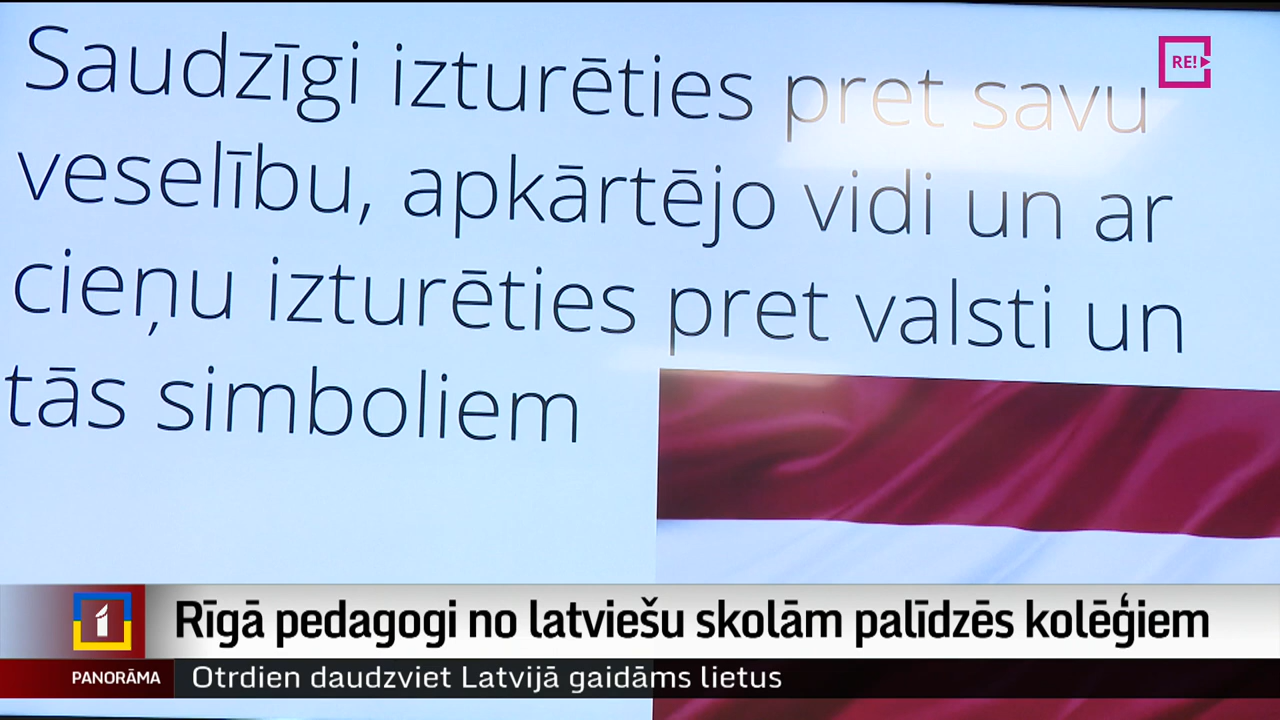 Saudzīgi izturēties pret savu
RE!
veselību, apkārtējo vidi un ar
cieņu izturēties pret valsti un
tās simboliem
1
Rīgā pedagogi no latviešu skolām palīdzēs kolēģiem
PANORĀMA
Otrdien daudzviet Latvijā gaidāms lietus